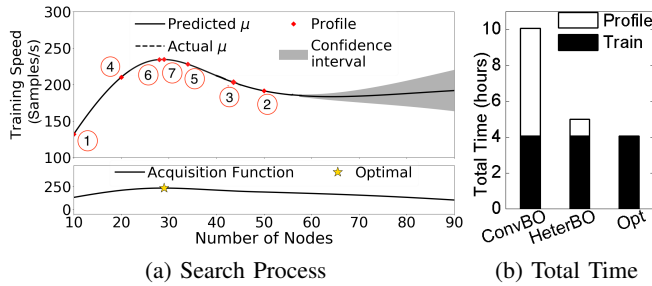 Training Speed
(Samples/s)
300
250
200
150
100
Predicted μ
Actual μ
Profile
Confidence
interval
1
4
6
7
5
3
2
250
0
Acquisition Function
Optimal
10 20 30 40 50 60 70 80 90
Number of Nodes
(a) Search Process
Total Time (hours)
10
8
6
4
2
0
Profile
Train
ConvBO HeterBO Opt
(b) Total Time